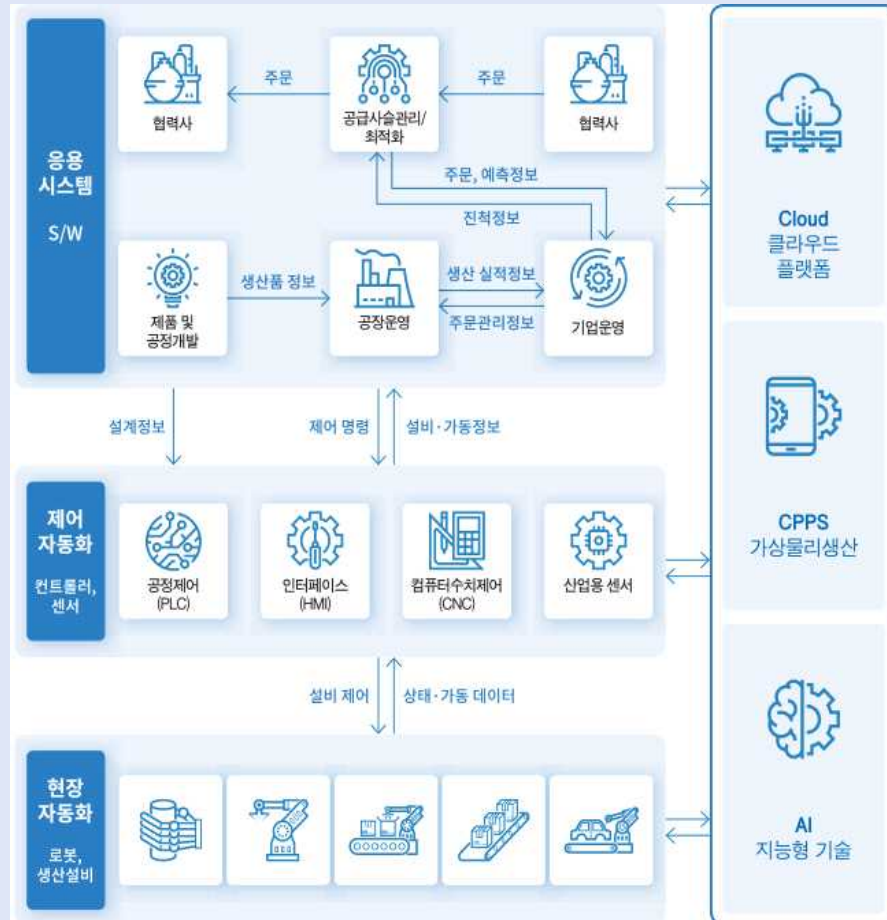 응용
시스템
S/W
주문
주문
협력사
공급사슬관리/
최적화
협력사
주문, 예측정보
진척정보
생산품 정보
생산 실적정보
주문관리정보
제품 및
공정개발
공장운영
기업운영
설계정보
제어 명령
설비·가동정보
제어
자동화
컨트롤러,
센서
공정제어
(PLC)
인터페이스
(HMI)
컴퓨터수치제어
(CNC)
산업용 센서
설비 제어
상태·가동 데이터
현장
자동화
로봇,
생산설비
Cloud
클라우드
플랫폼
CPPS
가상물리생산
AI
지능형 기술